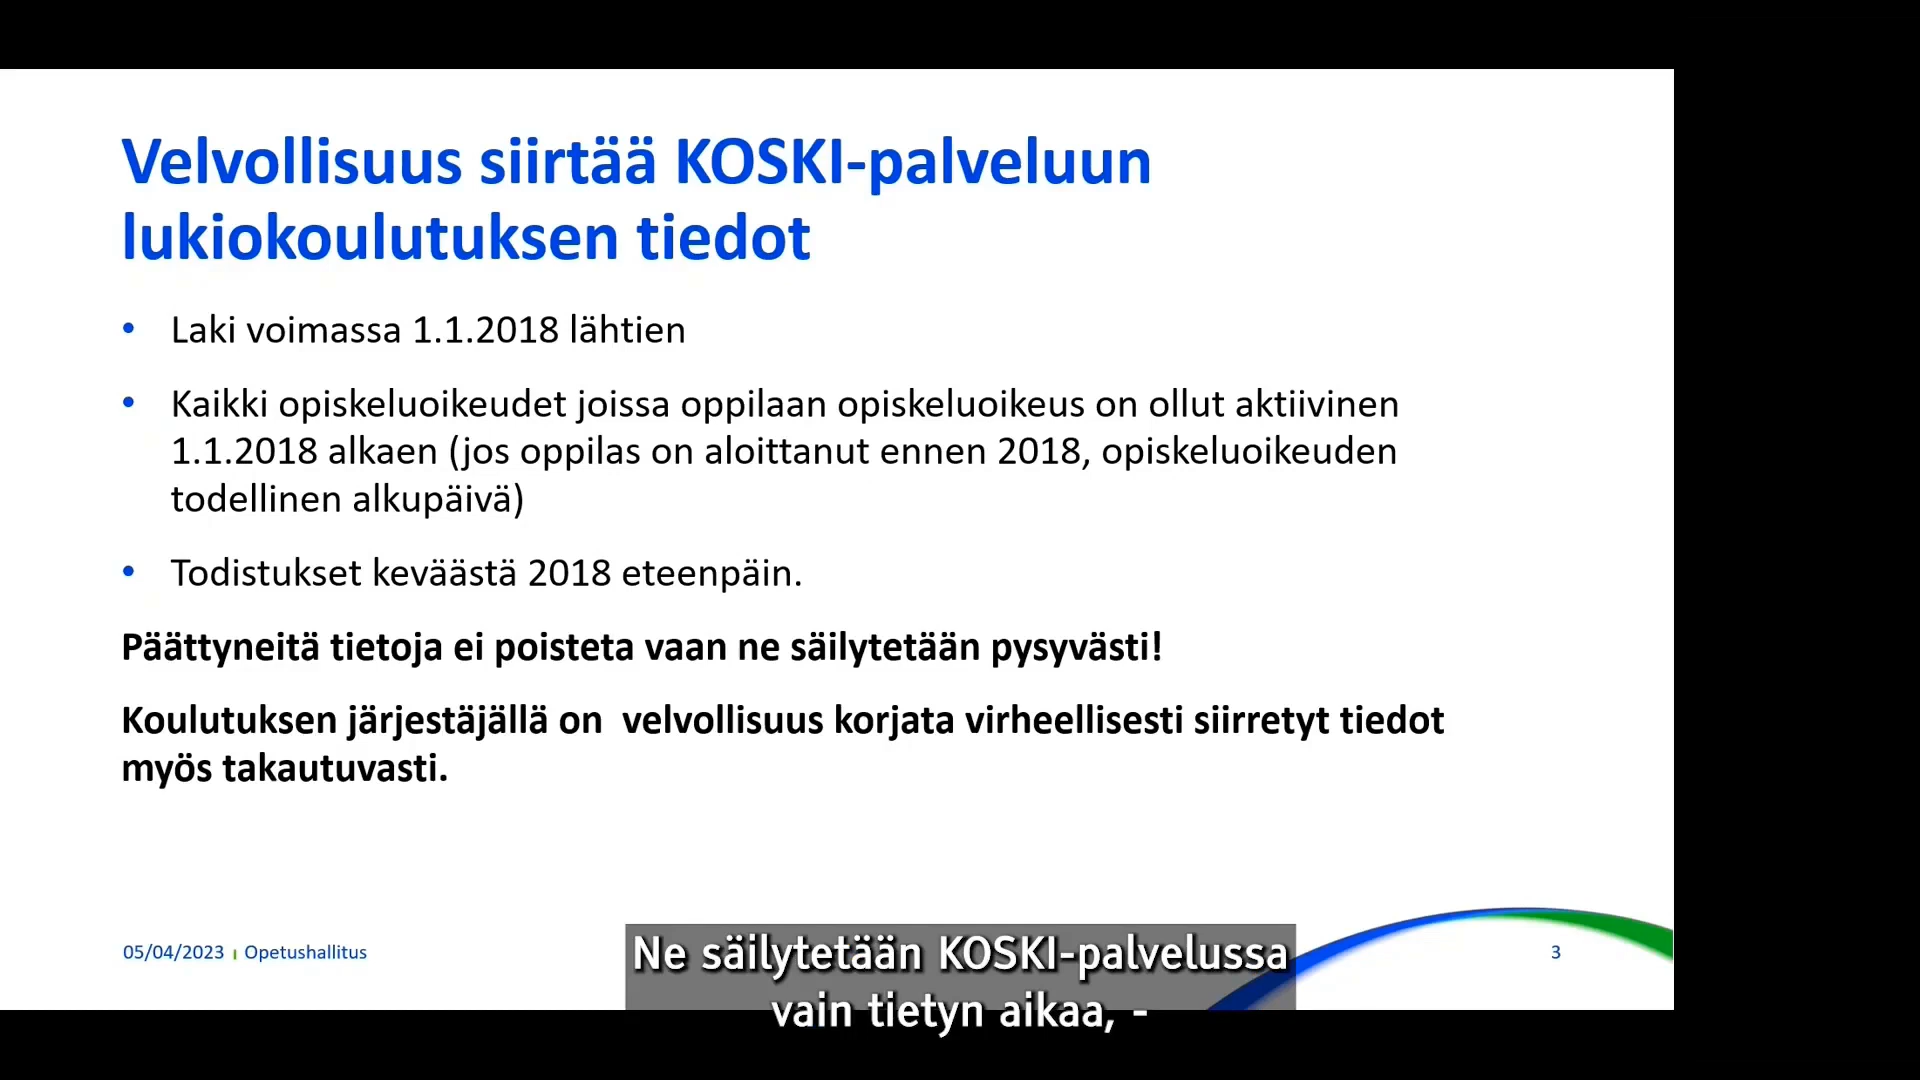 Velvollisuus siirtää KOSKI-palveluun
lukiokoulutuksen tiedot
• Laki voimassa 1.1.2018 lähtien
• Kaikki opiskeluoikeudet joissa oppilaan opiskeluoikeus on ollut aktiivinen
1.1.2018 alkaen (jos oppilas on aloittanut ennen 2018, opiskeluoikeuden
todellinen alkupäivä)
• Todistukset keväästä 2018 eteenpäin.
Päättyneitä tietoja ei poisteta vaan ne säilytetään pysyvästi!
Koulutuksen järjestäjällä on  velvollisuus korjata virheellisesti siirretyt tiedot
myös takautuvasti.
05/04/2023 | Opetushallitus
3
Ne säilytetään KOSKI-palvelussa
vain tietyn aikaa, -